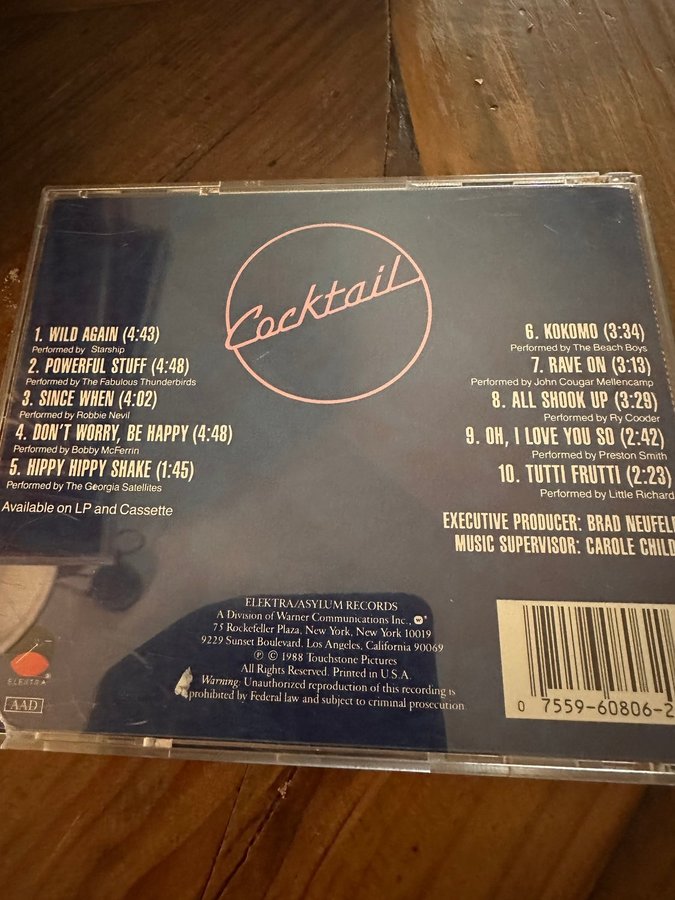 Cocktail
1. WILD AGAIN (4:43)
Performed by Starship
2. POWERFUL STUFF (4:48)
Performed by The Fabulous Thunderbirds
3. SINCE WHEN (4:02)
Performed by Robbie Nevil
4. DON'T WORRY, BE HAPPY (4:48)
Performed by Bobby McFerrin
5. HIPPY HIPPY SHAKE (1:45)
Performed by The Georgia Satellites
Available on LP and Cassette
6. KOKOMO (3:34)
Performed by The Beach Boys
7. RAVE ON (3:13)
Performed by John Cougar Mellencamp
8. ALL SHOOK UP (3:29)
Performed by Ry Cooder
9. OH, I LOVE YOU SO (2:42)
Performed by Preston Smith
10. TUTTI FRUTTI (2:23)
Performed by Little Richard
EXECUTIVE PRODUCER: BRAD NEUFEL
MUSIC SUPERVISOR: CAROLE CHILD
ELEKTRA/ASYLUM RECORDS
A Division of Warner Communications Inc.,
75 Rockefeller Plaza, New York, New York 10019
9229 Sunset Boulevard, Los Angeles, California 90069
℗ © 1988 Touchstone Pictures
All Rights Reserved. Printed in U.S.A.
Warning: Unauthorized reproduction of this recording is
prohibited by Federal law and subject to criminal prosecution
ELEKTRA
AAD
0 7559-60806-2